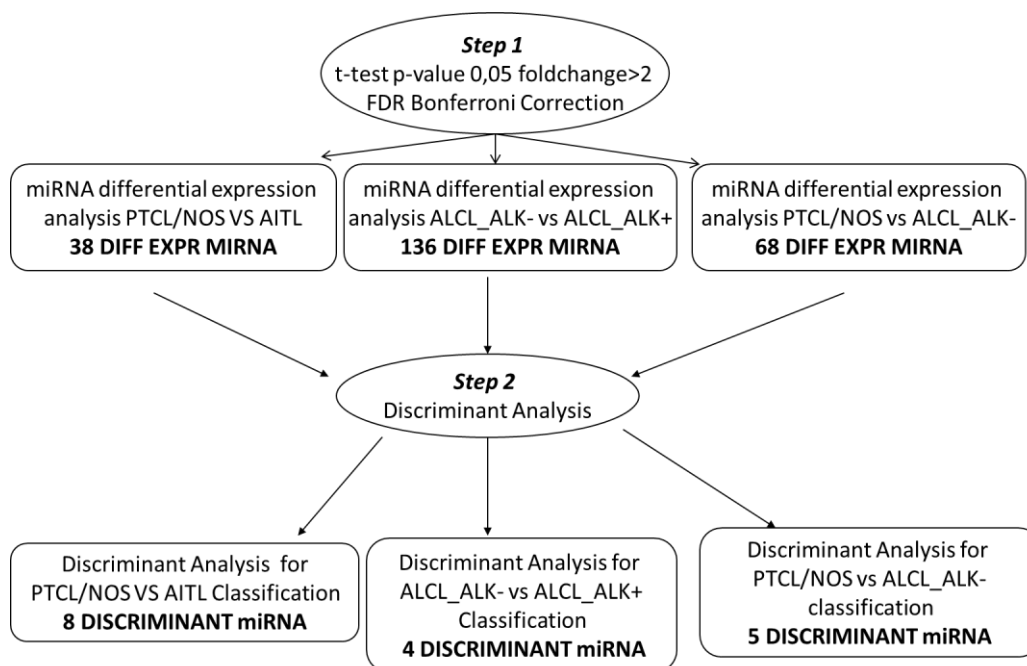 Step 1
t-test p-value 0,05 foldchange>2
FDR Bonferroni Correction
miRNA differential expression
analysis PTCL/NOS VS AITL
38 DIFF EXPR MIRNA
miRNA differential expression
analysis ALCL_ALK- vs ALCL_ALK+
136 DIFF EXPR MIRNA
miRNA differential expression
analysis PTCL/NOS vs ALCL_ALK-
68 DIFF EXPR MIRNA
Step 2
Discriminant Analysis
Discriminant Analysis for
PTCL/NOS VS AITL Classification
8 DISCRIMINANT miRNA
Discriminant Analysis for
ALCL_ALK- vs ALCL_ALK+
Classification
4 DISCRIMINANT miRNA
Discriminant Analysis for
PTCL/NOS vs ALCL_ALK-
classification
5 DISCRIMINANT miRNA